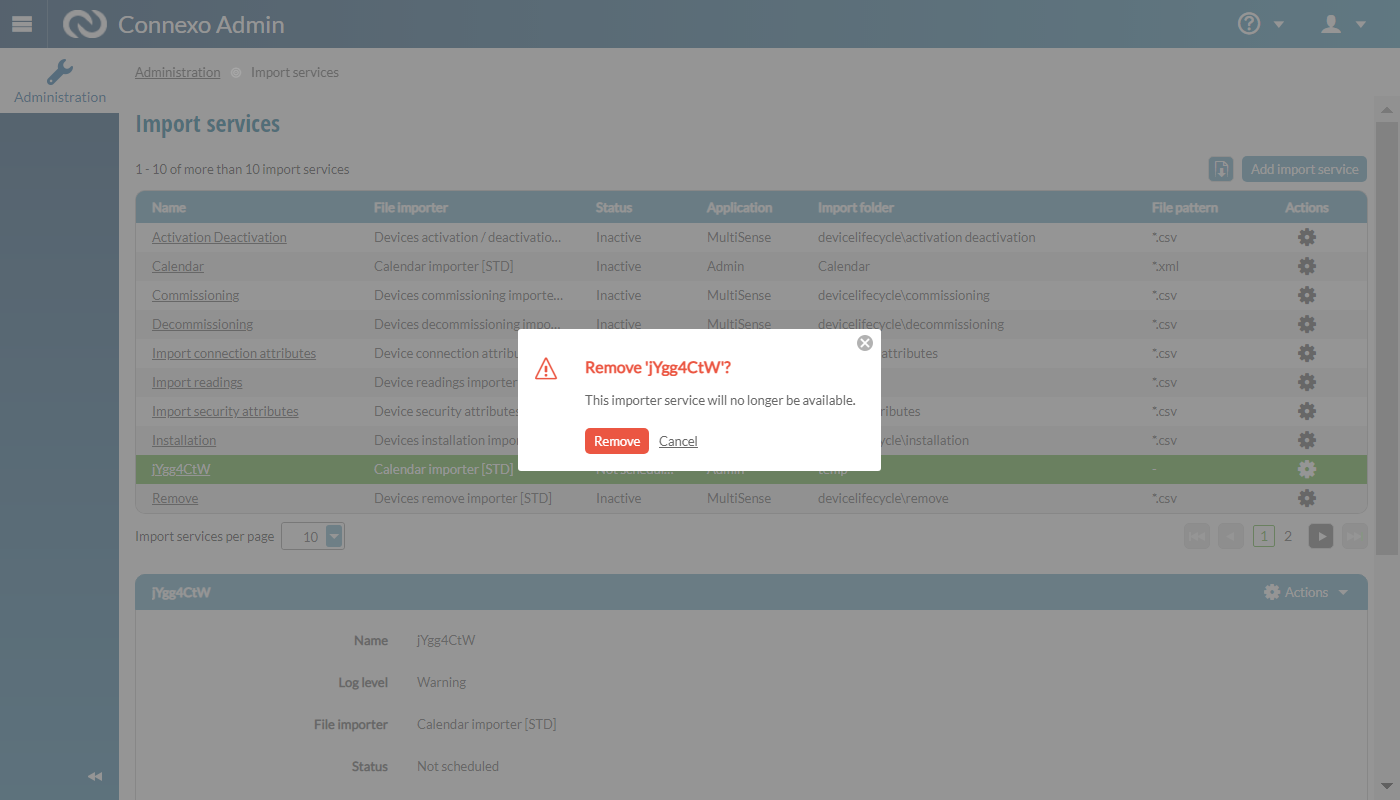 Connexo Admin
Administration
Administration Import services
Import services
1 - 10 of more than 10 import services
Add import service
Name File importer Status Application Import folder File pattern Actions
Activation Deactivation Devices activation / deactivatio... Inactive MultiSense devicelifecycle\activation deactivation *.csv
Calendar Calendar importer [STD] Inactive Admin Calendar *.xml
Commissioning Devices commissioning importe... Inactive MultiSense devicelifecycle\commissioning *.csv
Decommissioning Devices decommissioning impo... Inactive MultiSense devicelifecycle\decommissioning *.csv
Import connection attributes Device connection attribu attributes *.csv
Import readings Device readings importer *.csv
Import security attributes Device security attributes ributes *.csv
Installation Devices installation impor cycle\installation *.csv
jYgg4CtW Calendar importer [STD] Not schedul... Admin temp -
Remove Devices remove importer [STD] Inactive MultiSense devicelifecycle\remove *.csv
Remove 'jYgg4CtW'?
This importer service will no longer be available.
Remove Cancel
Import services per page 10 1 2
jYgg4CtW Actions
Name jYgg4CtW
Log level Warning
File importer Calendar importer [STD]
Status Not scheduled